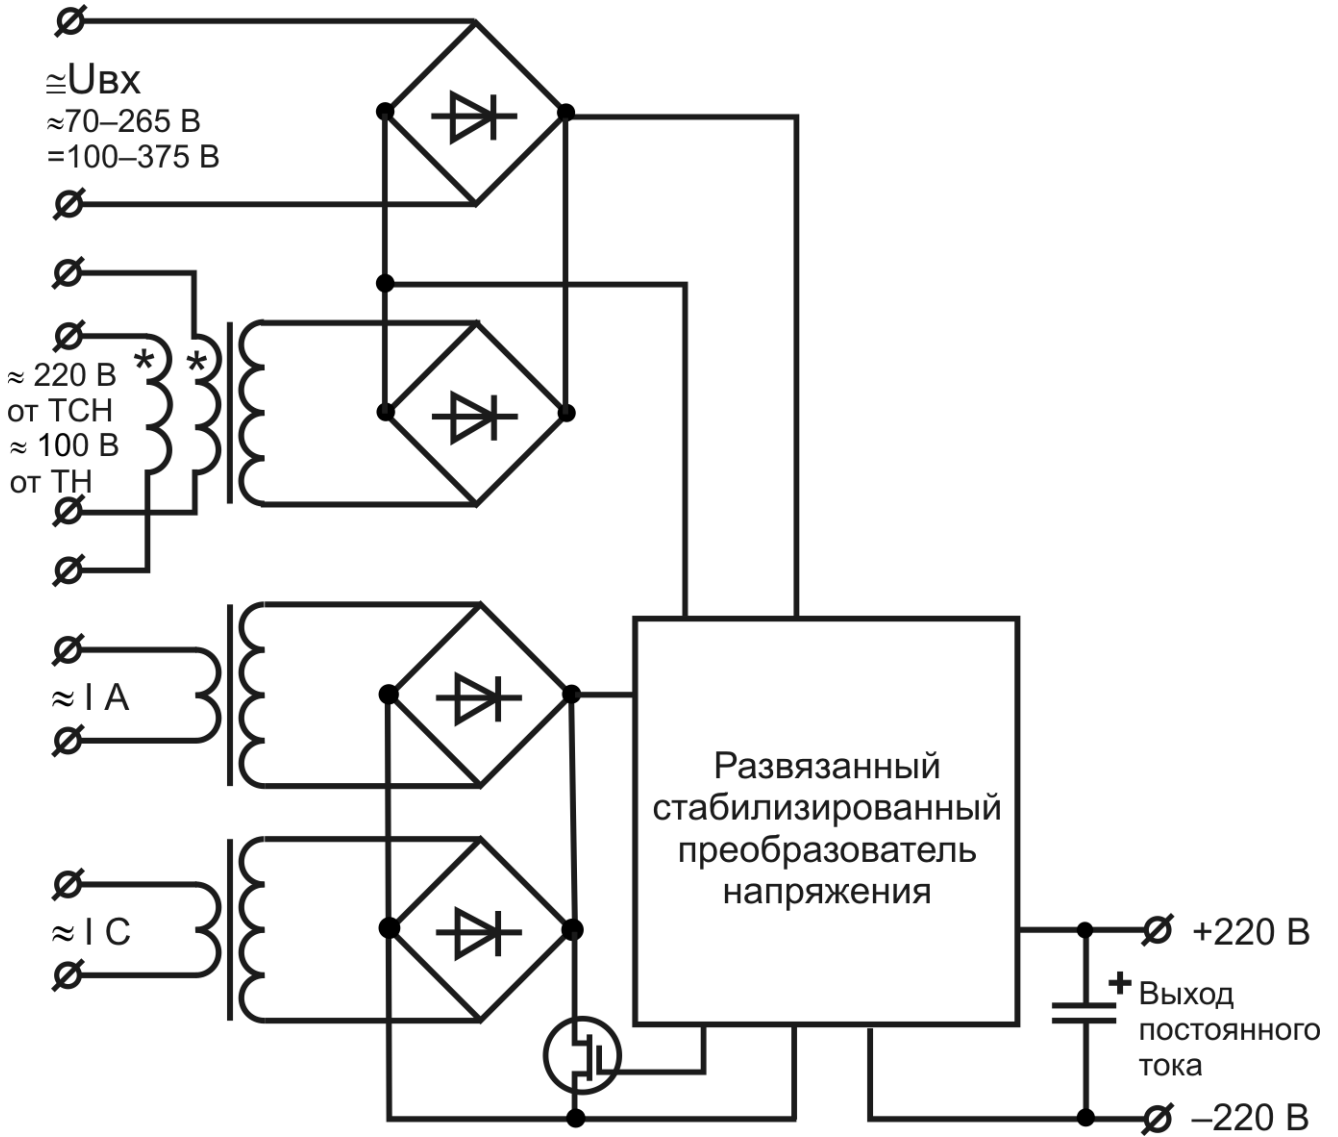 ≅Uвх
≈70–265 В
=100–375 В
*
*
≈ 220 В
от ТСН
≈ 100 В
от ТН
≈ I A
≈ I C
Развязанный
стабилизированный
преобразователь
напряжения
+220 В
+
Выход
постоянного
тока
–220 В